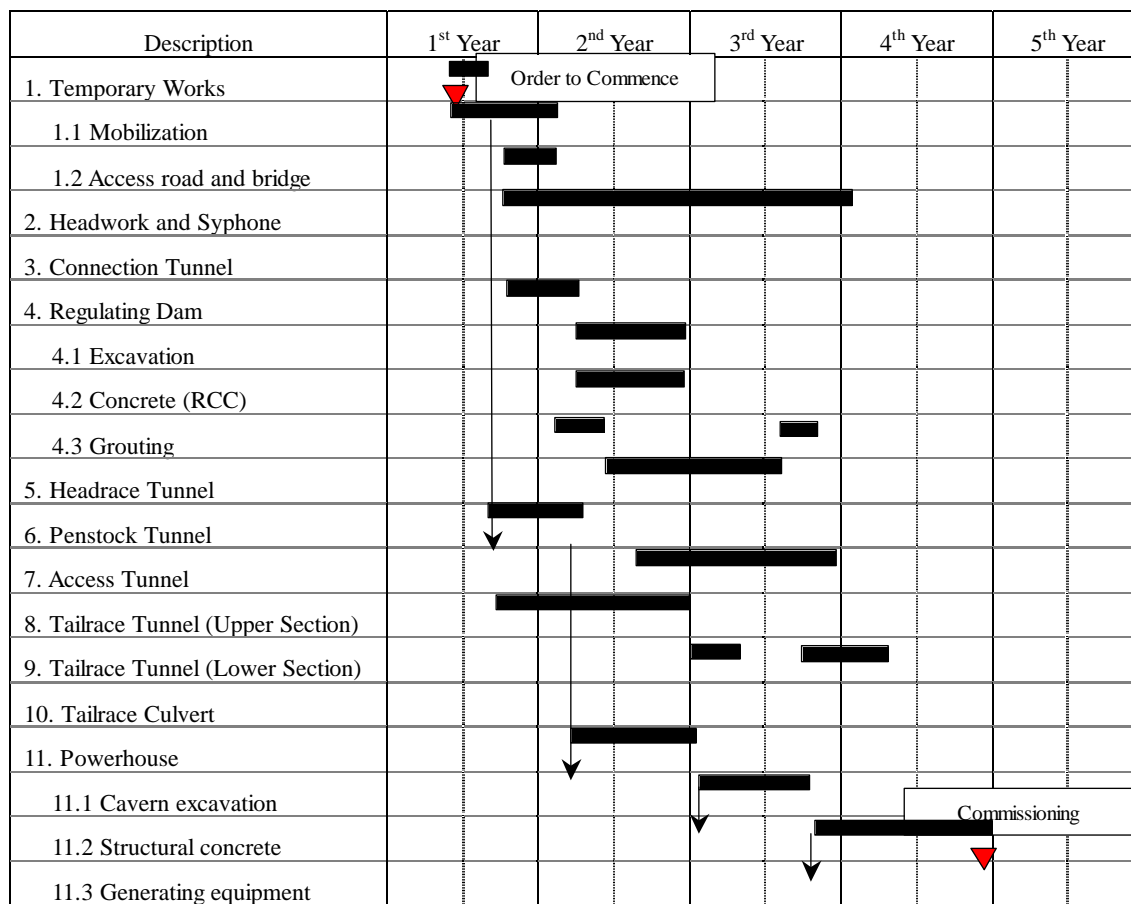 Description 1st Year 2nd Year 3rd Year 4th Year 5th Year
Order to Commence
1. Temporary Works
1.1 Mobilization
1.2 Access road and bridge
2. Headwork and Syphone
3. Connection Tunnel
4. Regulating Dam
4.1 Excavation
4.2 Concrete (RCC)
4.3 Grouting
5. Headrace Tunnel
6. Penstock Tunnel
7. Access Tunnel
8. Tailrace Tunnel (Upper Section)
9. Tailrace Tunnel (Lower Section)
10. Tailrace Culvert
11. Powerhouse
11.1 Cavern excavation
Commissioning
11.2 Structural concrete
11.3 Generating equipment